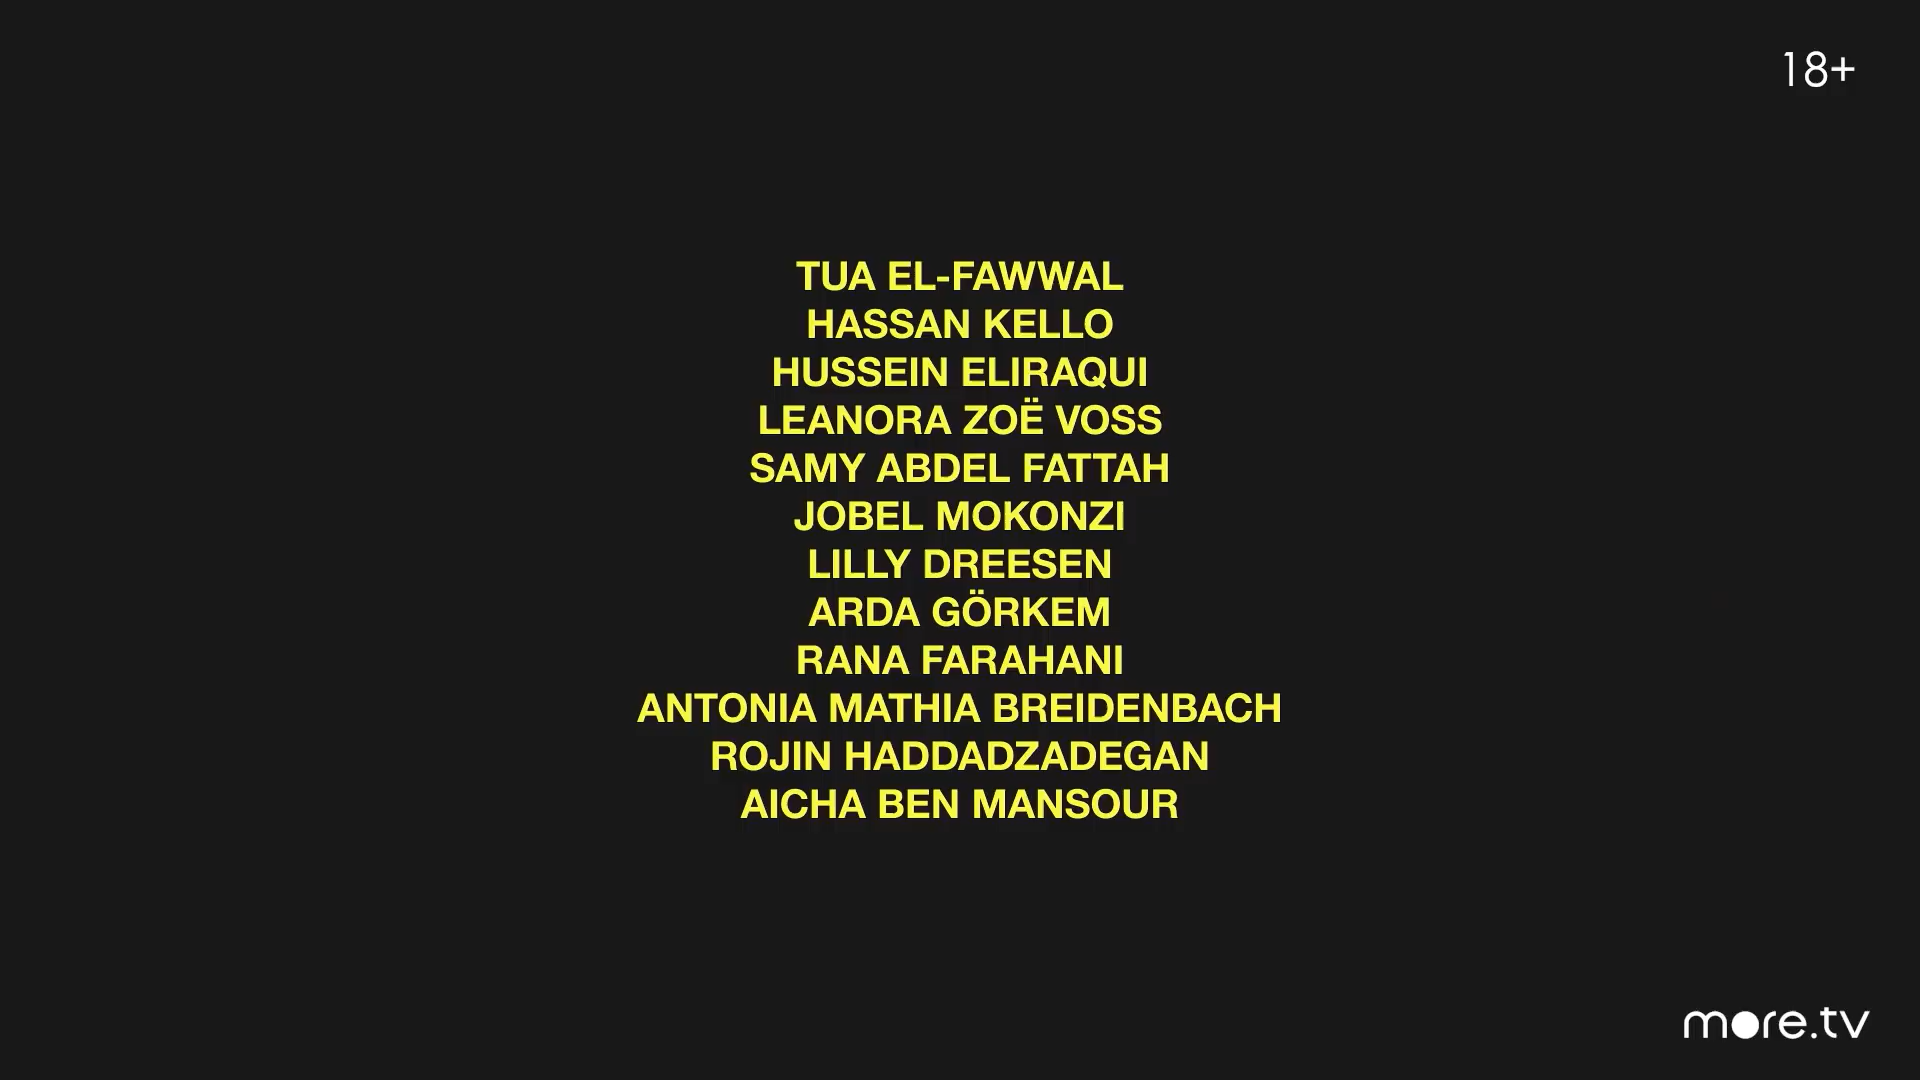 18+
TUA EL-FAWWAL
HASSAN KELLO
HUSSEIN ELIRAQUI
LEANORA ZOË VOSS
SAMY ABDEL FATTAH
JOBEL MOKONZI
LILLY DREESEN
ARDA GÖRKEM
RANA FARAHANI
ANTONIA MATHIA BREIDENBACH
ROJIN HADDADZADEGAN
AICHA BEN MANSOUR
more.tv